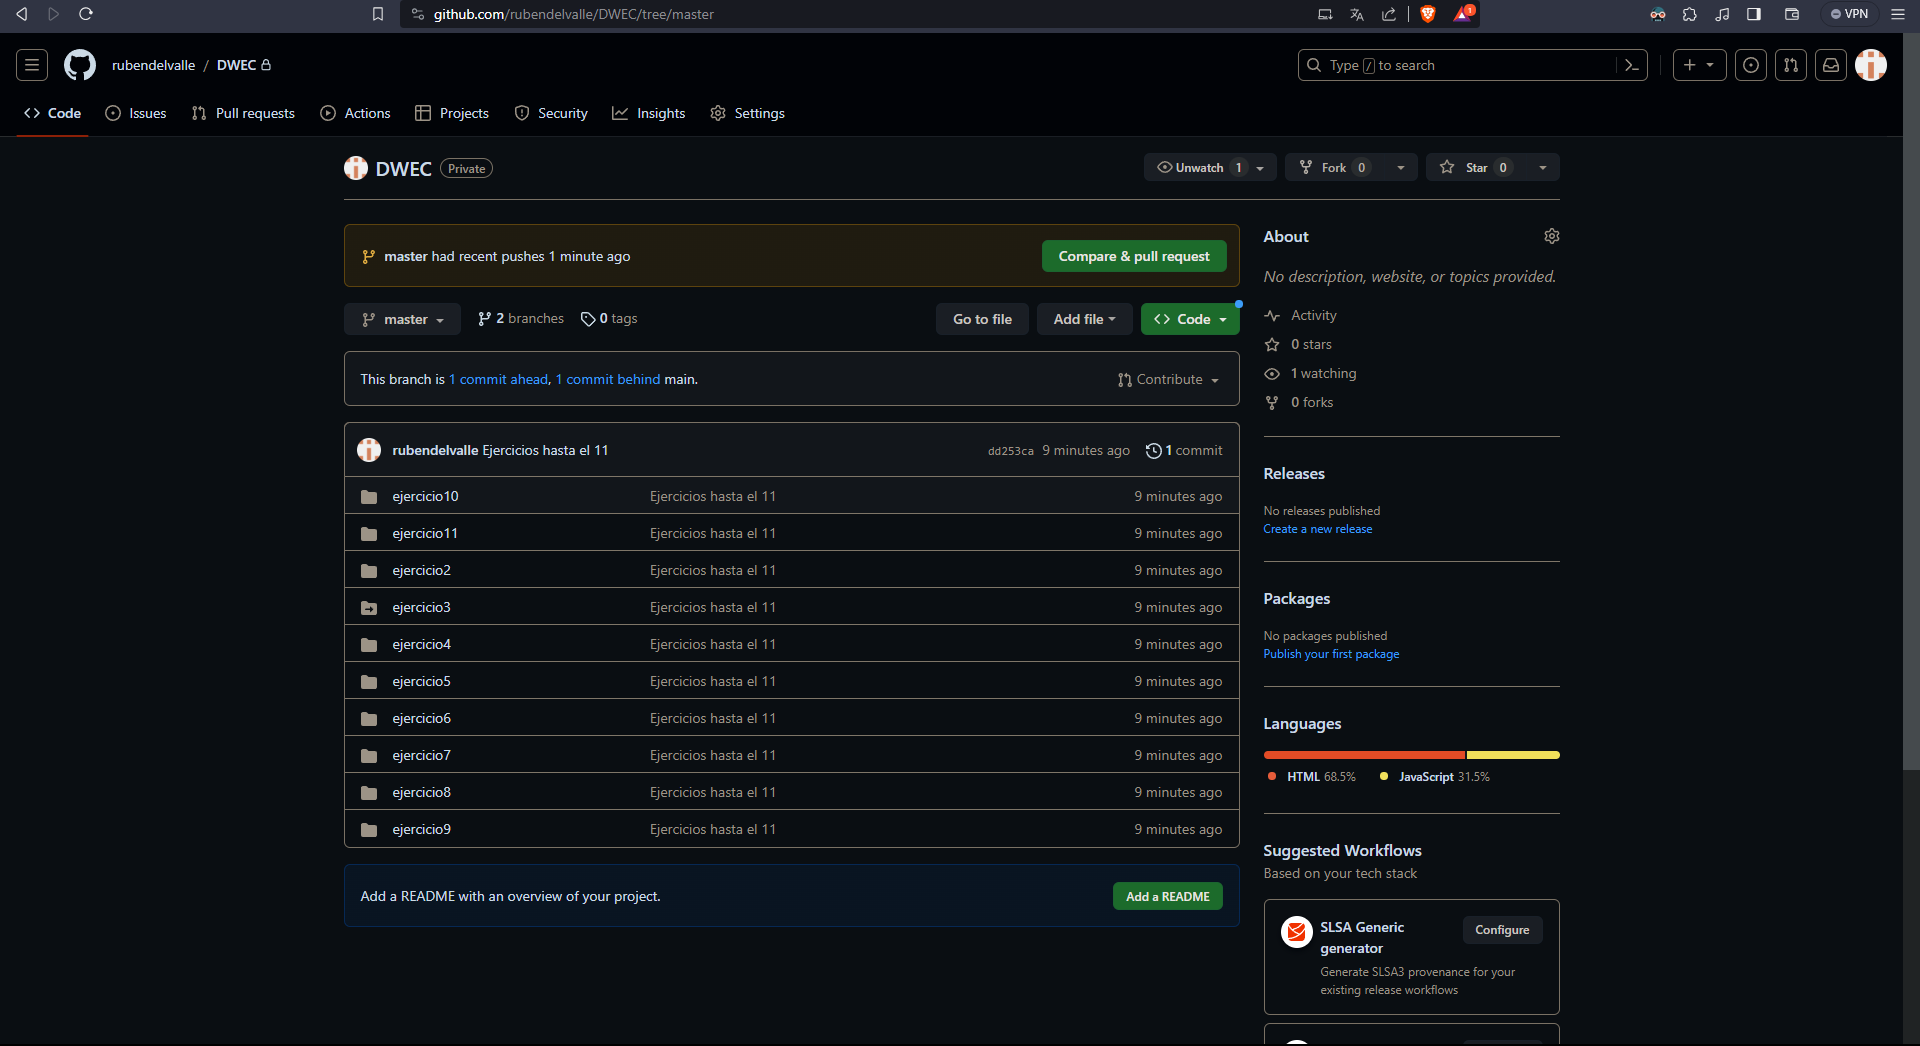 github.com/rubendelvalle/DWEC/tree/master
1
VPN
rubendelvalle / DWEC
Type / to search
Code
Issues
Pull requests
Actions
Projects
Security
Insights
Settings
DWEC Private
Unwatch 1
Fork 0
Star 0
master had recent pushes 1 minute ago
Compare & pull request
master
2 branches
0 tags
Go to file
Add file
Code
This branch is 1 commit ahead, 1 commit behind main.
Contribute
rubendelvalle Ejercicios hasta el 11
dd253ca 9 minutes ago
1 commit
ejercicio10 Ejercicios hasta el 11 9 minutes ago
ejercicio11 Ejercicios hasta el 11 9 minutes ago
ejercicio2 Ejercicios hasta el 11 9 minutes ago
ejercicio3 Ejercicios hasta el 11 9 minutes ago
ejercicio4 Ejercicios hasta el 11 9 minutes ago
ejercicio5 Ejercicios hasta el 11 9 minutes ago
ejercicio6 Ejercicios hasta el 11 9 minutes ago
ejercicio7 Ejercicios hasta el 11 9 minutes ago
ejercicio8 Ejercicios hasta el 11 9 minutes ago
ejercicio9 Ejercicios hasta el 11 9 minutes ago
Add a README with an overview of your project.
Add a README
About
No description, website, or topics provided.
Activity
0 stars
1 watching
0 forks
Releases
No releases published
Create a new release
Packages
No packages published
Publish your first package
Languages
HTML 68.5%
JavaScript 31.5%
Suggested Workflows
Based on your tech stack
SLSA Generic
generator
Configure
Generate SLSA3 provenance for your
existing release workflows